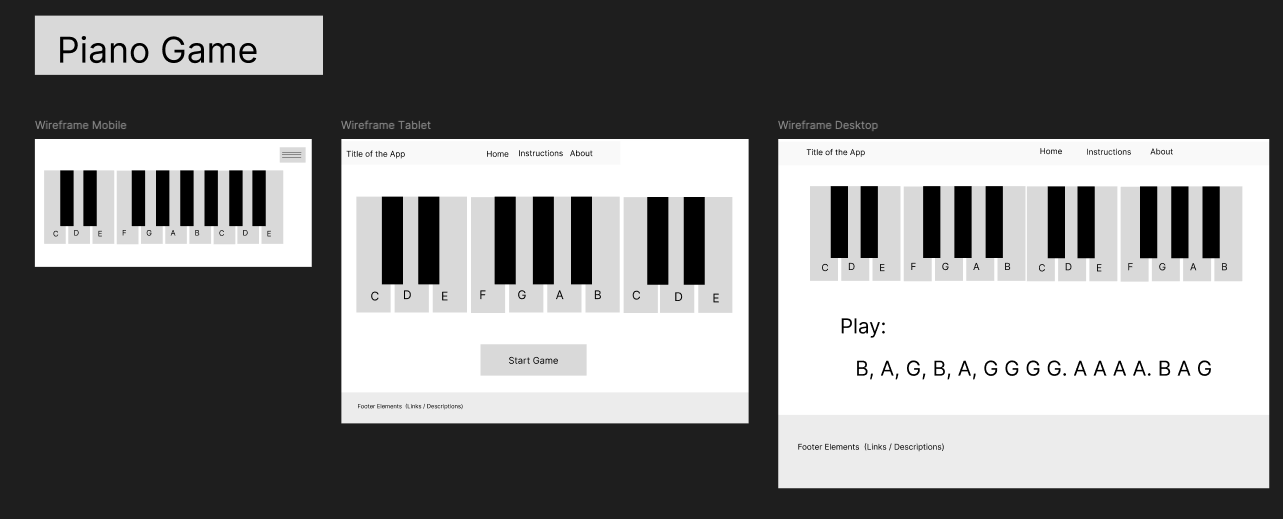 Piano Game
Wireframe Mobile
C D E F G A B C D E
Wireframe Tablet
Title of the App Home Instructions About
C D E F G A B C D E
Start Game
Footer Elements (Links / Descriptions)
Wireframe Desktop
Title of the App Home Instructions About
C D E F G A B C D E F G A B
Play:
B, A, G, B, A, G G G G. A A A A. B A G
Footer Elements (Links / Descriptions)